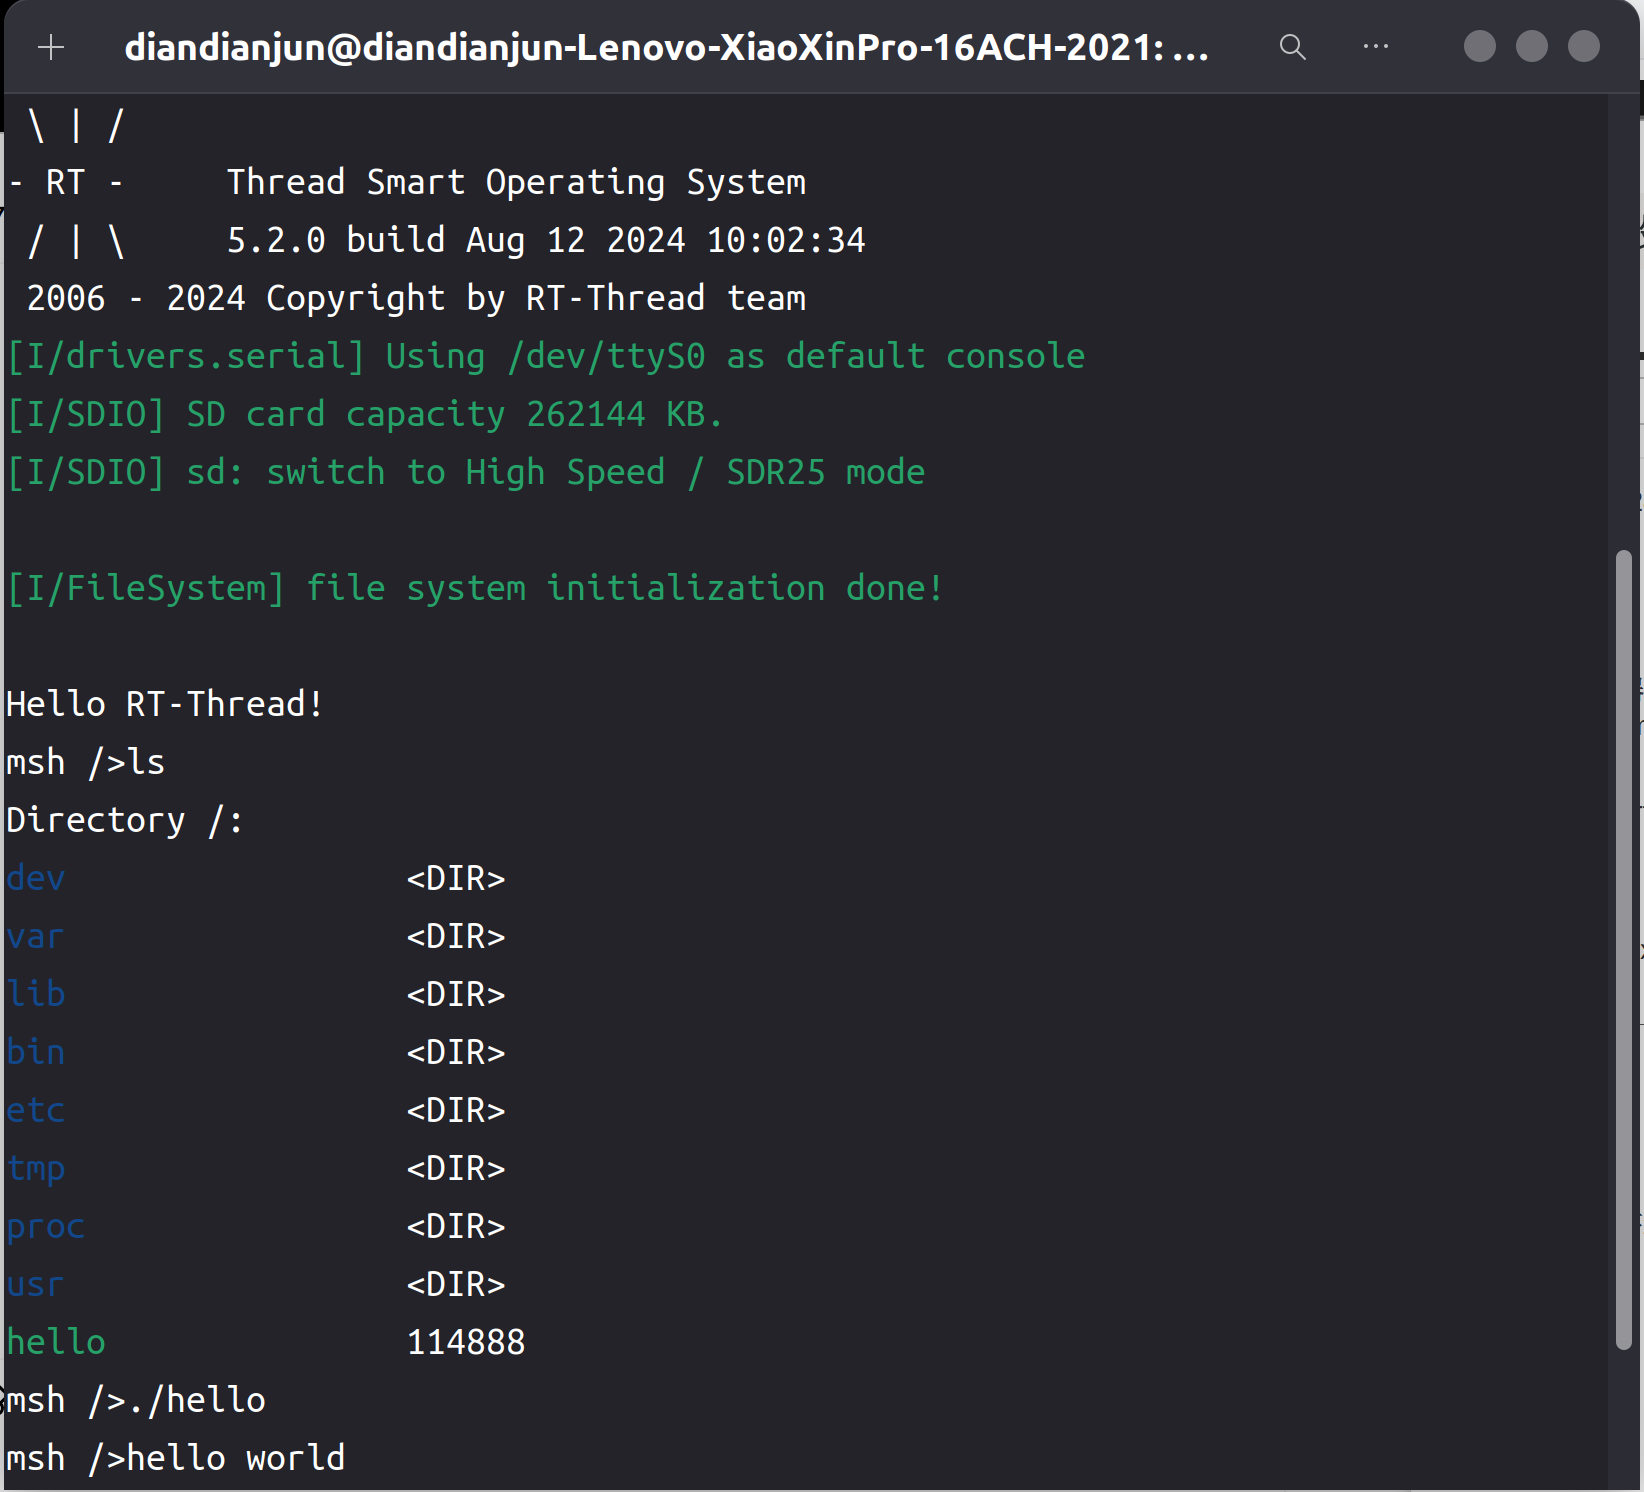 diandianjun@diandianjun-Lenovo-XiaoXinPro-16ACH-2021: ...
 \ | /
- RT -     Thread Smart Operating System
 / | \     5.2.0 build Aug 12 2024 10:02:34
 2006 - 2024 Copyright by RT-Thread team
[I/drivers.serial] Using /dev/ttyS0 as default console
[I/SDIO] SD card capacity 262144 KB.
[I/SDIO] sd: switch to High Speed / SDR25 mode
[I/FileSystem] file system initialization done!
Hello RT-Thread!
msh />ls
Directory /:
dev                 <DIR>
var                 <DIR>
lib                 <DIR>
bin                 <DIR>
etc                 <DIR>
tmp                 <DIR>
proc                <DIR>
usr                 <DIR>
hello               114888
msh />./hello
msh />hello world